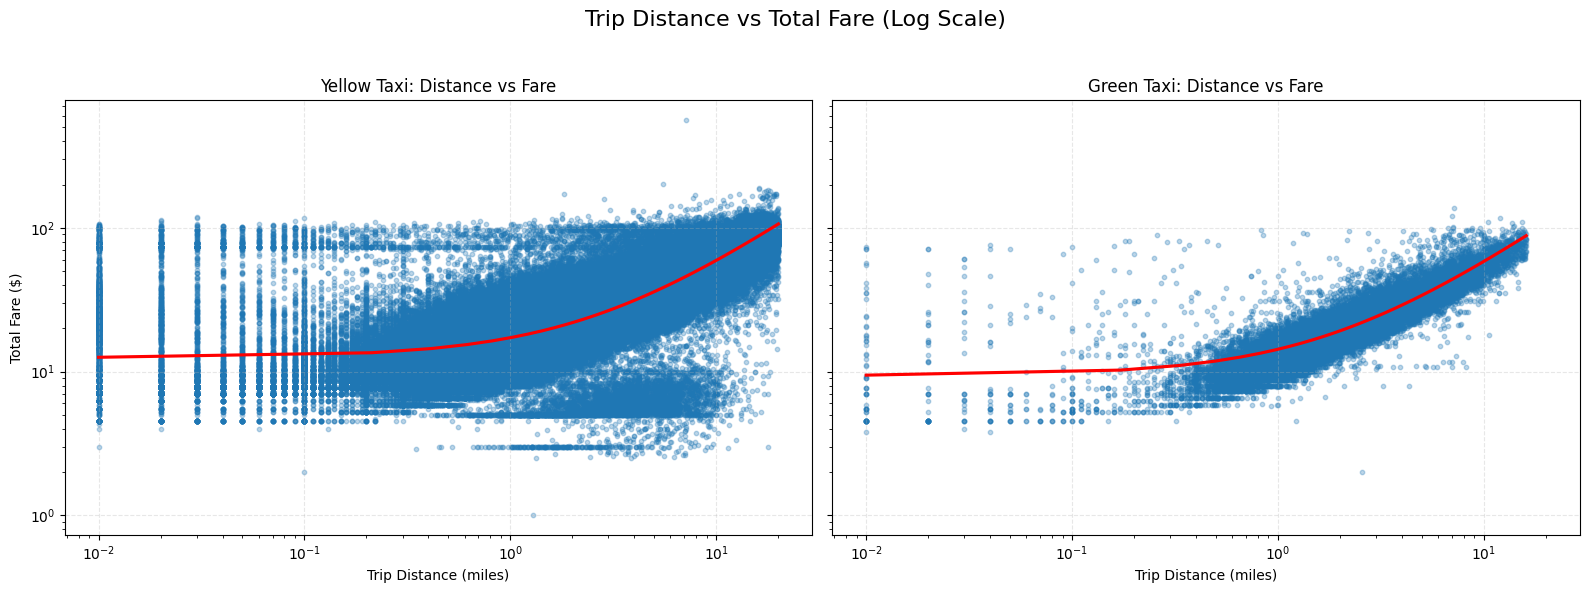 Trip Distance vs Total Fare (Log Scale)
Yellow Taxi: Distance vs Fare
Green Taxi: Distance vs Fare
Total Fare ($)
10²
10¹
10⁰
10⁻²
10⁻¹
10⁰
10¹
10⁻²
10⁻¹
10⁰
10¹
Trip Distance (miles)
Trip Distance (miles)